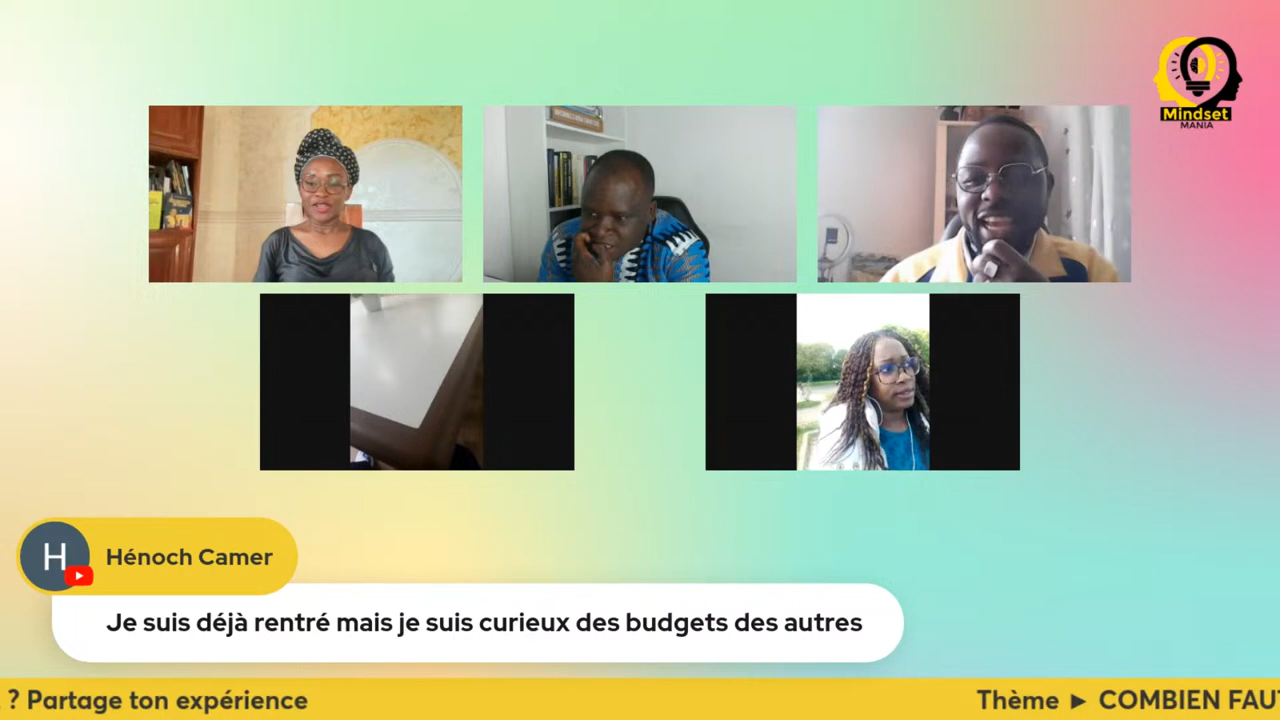 Mindset
MANIA
H
Hénoch Camer
Je suis déjà rentré mais je suis curieux des budgets des autres
? Partage ton expérience
Thème ► COMBIEN FAU